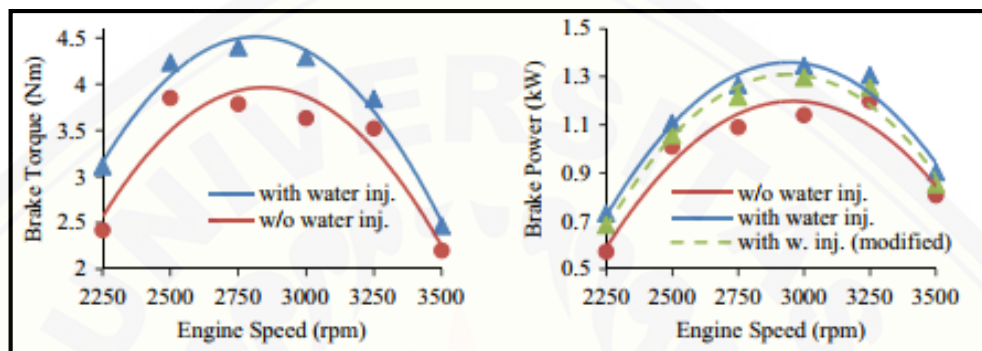 4.5
4
3.5
3
2.5
2
Brake Torque (Nm)
with water inj.
w/o water inj.
2250 2500 2750 3000 3250 3500
Engine Speed (rpm)
1.5
1.3
1.1
0.9
0.7
0.5
Brake Power (kW)
w/o water inj.
with water inj.
with w. inj. (modified)
2250 2500 2750 3000 3250 3500
Engine Speed (rpm)
UNIVERSITAS